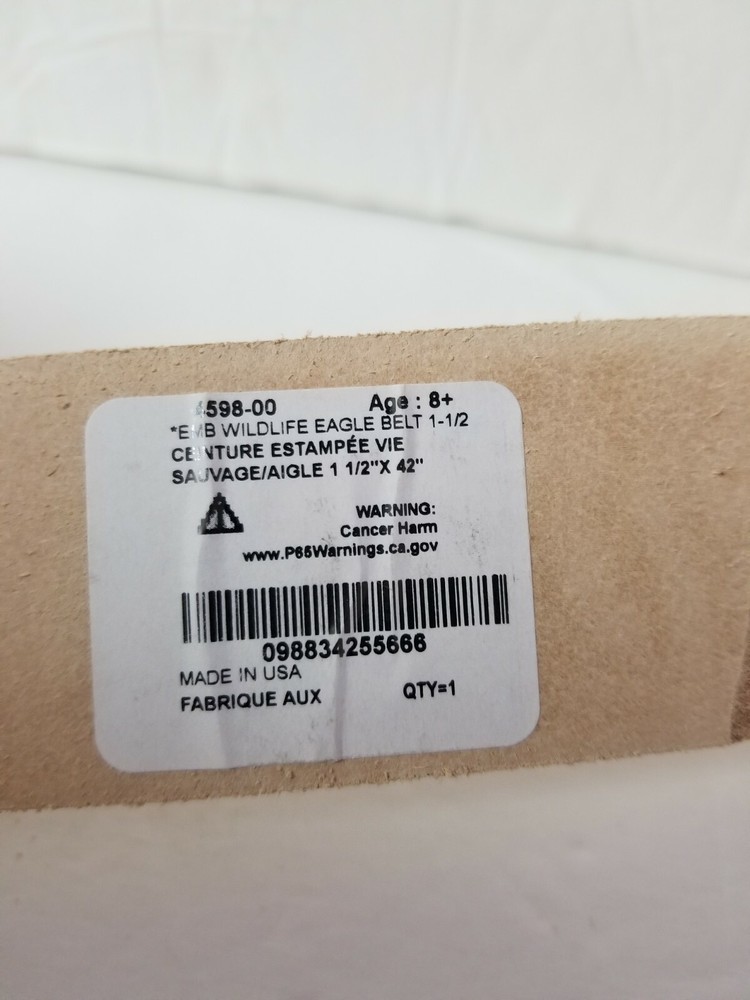 598-00 Age : 8+
*EMB WILDLIFE EAGLE BELT 1-1/2
CEINTURE ESTAMPÉE VIE
SAUVAGE/AIGLE 1 1/2"X 42"
WARNING:
Cancer Harm
www.P65Warnings.ca.gov
098834255666
MADE IN USA
FABRIQUE AUX QTY=1